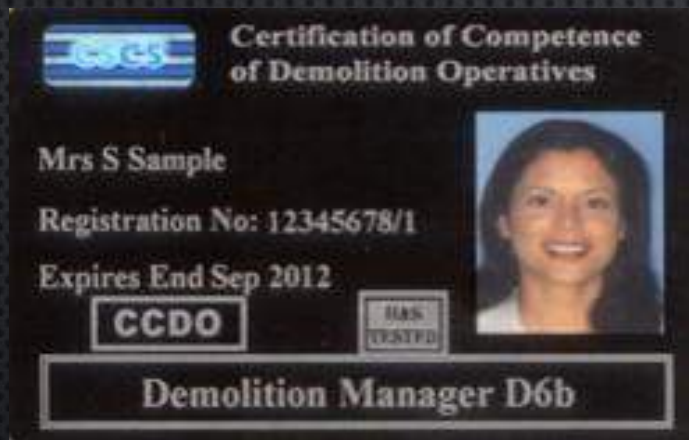 cscs
Certification of Competence
of Demolition Operatives
Mrs S Sample
Registration No: 12345678/1
Expires End Sep 2012
CCDO
H&S
TESTED
Demolition Manager D6b